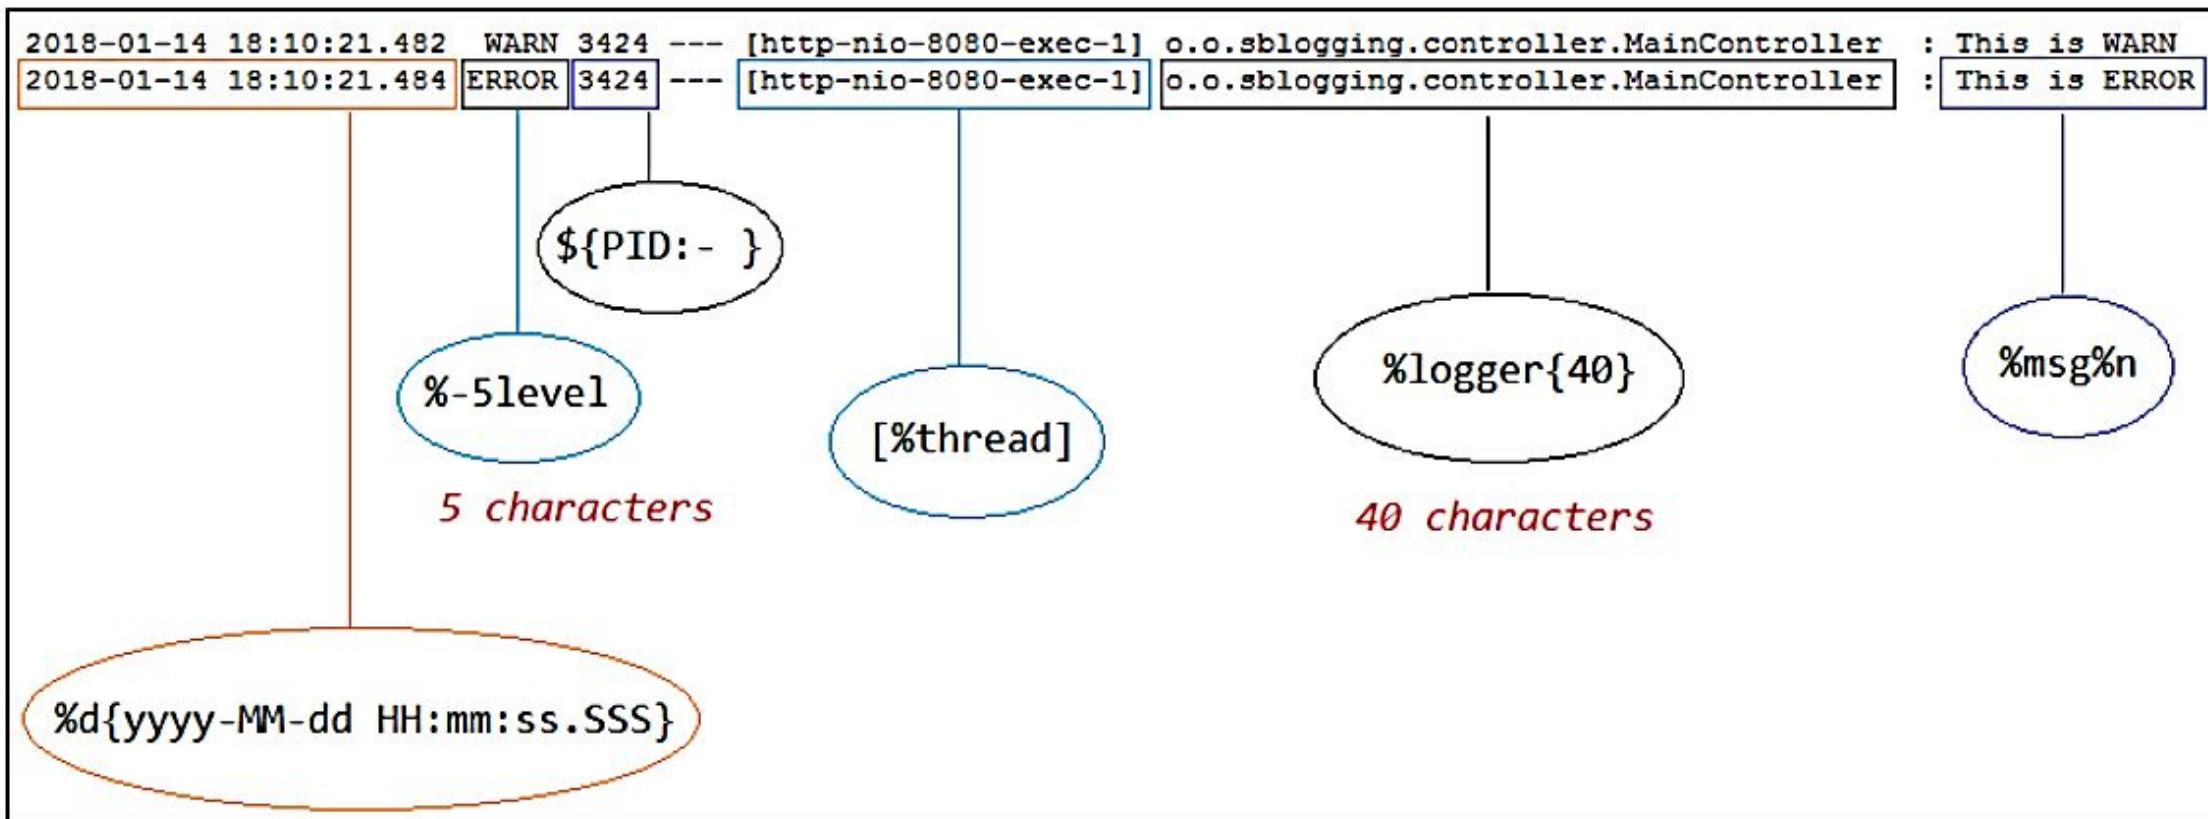 2018-01-14 18:10:21.482  WARN 3424 --- [http-nio-8080-exec-1] o.o.sblogging.controller.MainController  : This is WARN
2018-01-14 18:10:21.484 ERROR 3424 --- [http-nio-8080-exec-1] o.o.sblogging.controller.MainController  : This is ERROR
${PID:- }
%-5level
[%thread]
%logger{40}
%msg%n
5 characters
40 characters
%d{yyyy-MM-dd HH:mm:ss.SSS}